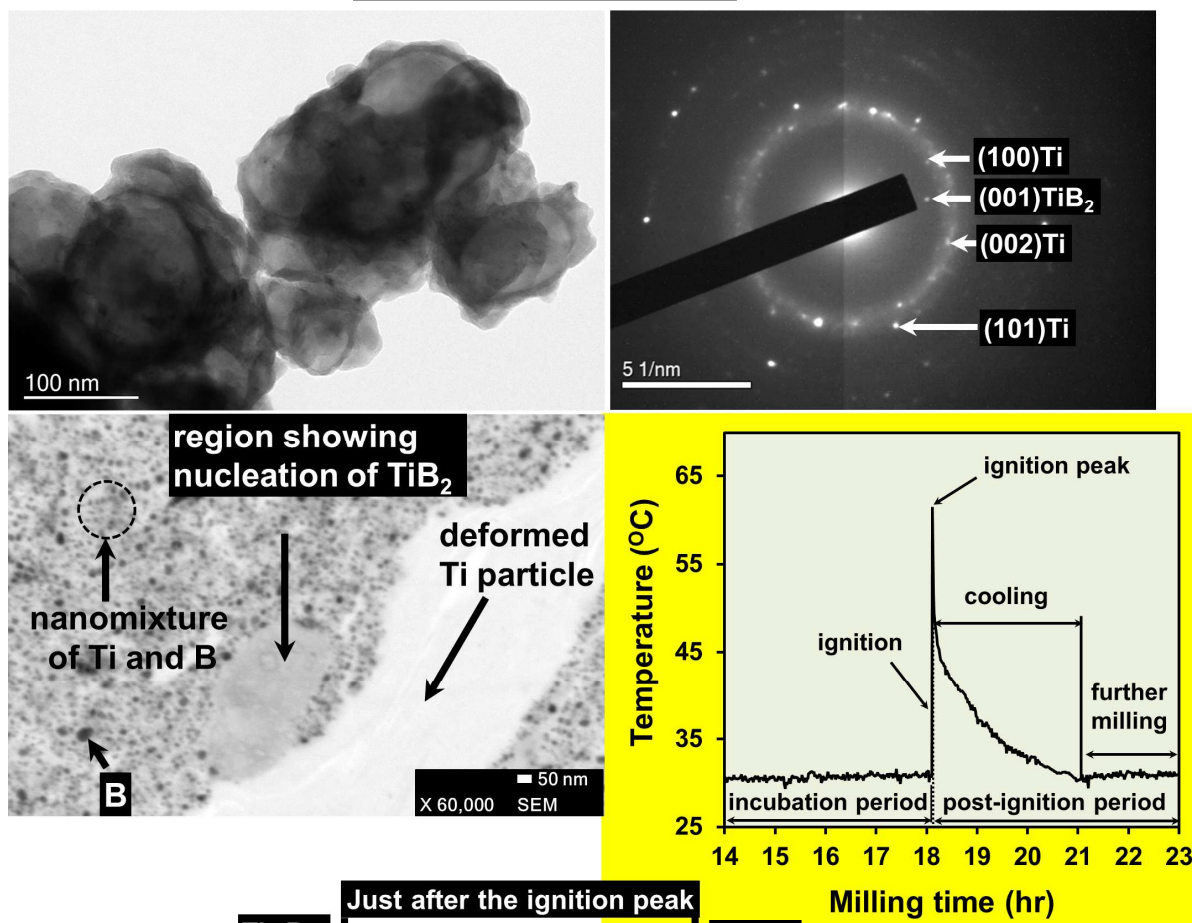 100 nm
(100)Ti
(001)TiB₂
(002)Ti
(101)Ti
5 1/nm
region showing
nucleation of TiB₂
deformed
Ti particle
nanomixture
of Ti and B
B
50 nm
X 60,000 SEM
Temperature (ᴼC)
65
55
45
35
25
ignition peak
cooling
ignition
further
milling
incubation period
post-ignition period
14 15 16 17 18 19 20 21 22 23
Milling time (hr)
Just after the ignition peak